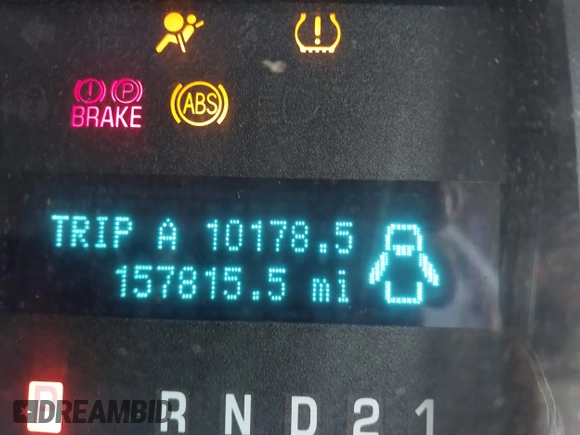 BRAKE
ABS
TRIP A 10178.5
157815.5 mi
P R N D 2 1
DREAMBID